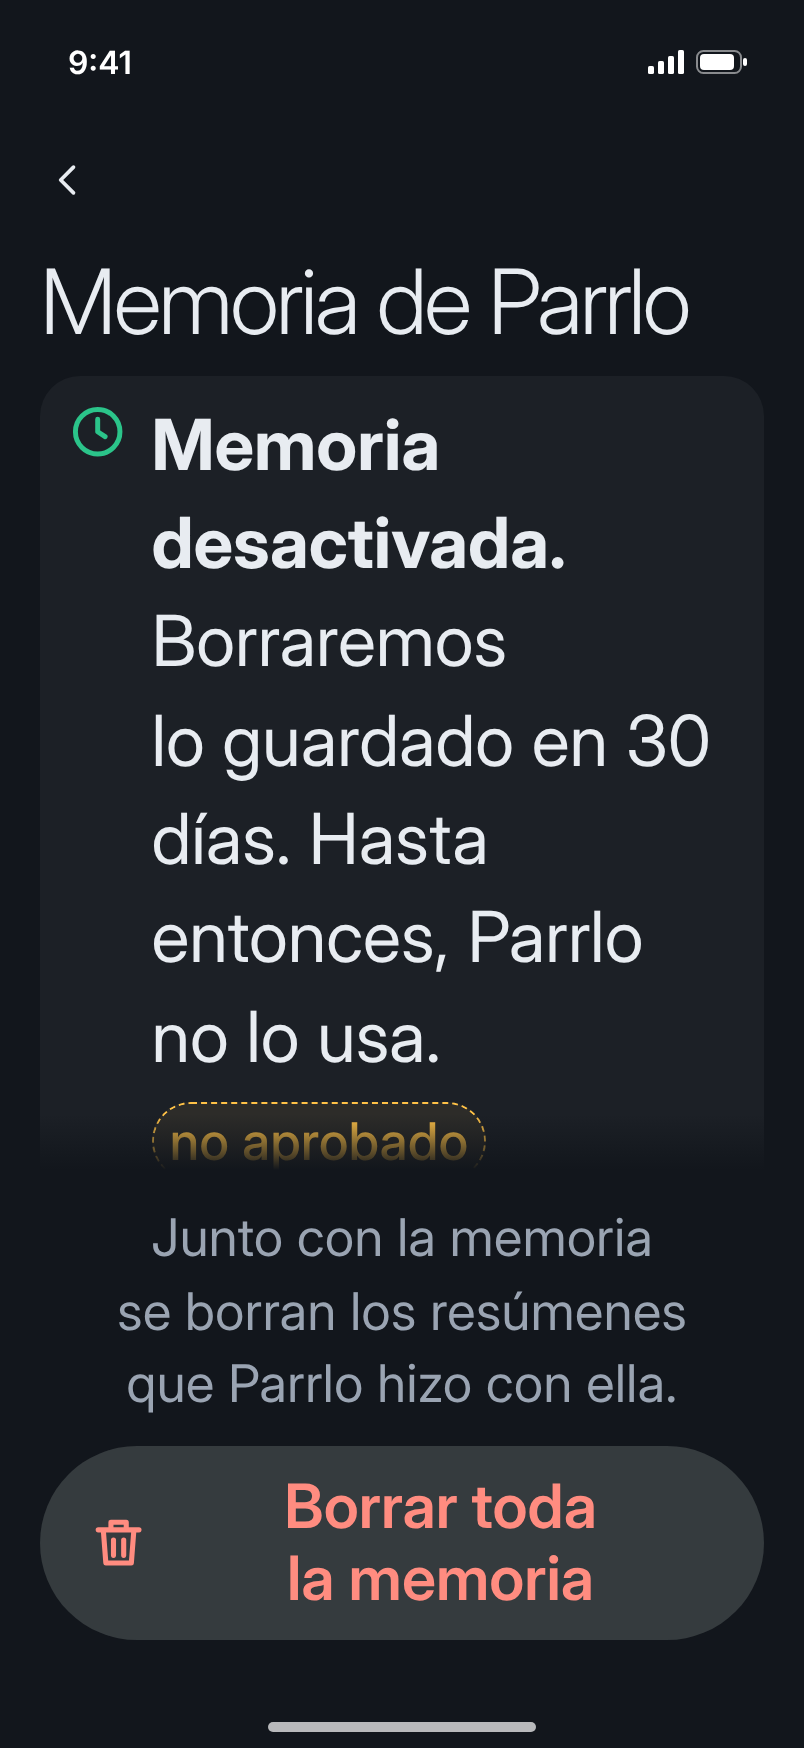 9:41
Memoria de Parrlo
Memoria
desactivada.
Borraremos
lo guardado en 30
días. Hasta
entonces, Parrlo
no lo usa.
no aprobado
Junto con la memoria
se borran los resúmenes
que Parrlo hizo con ella.
Borrar toda
la memoria